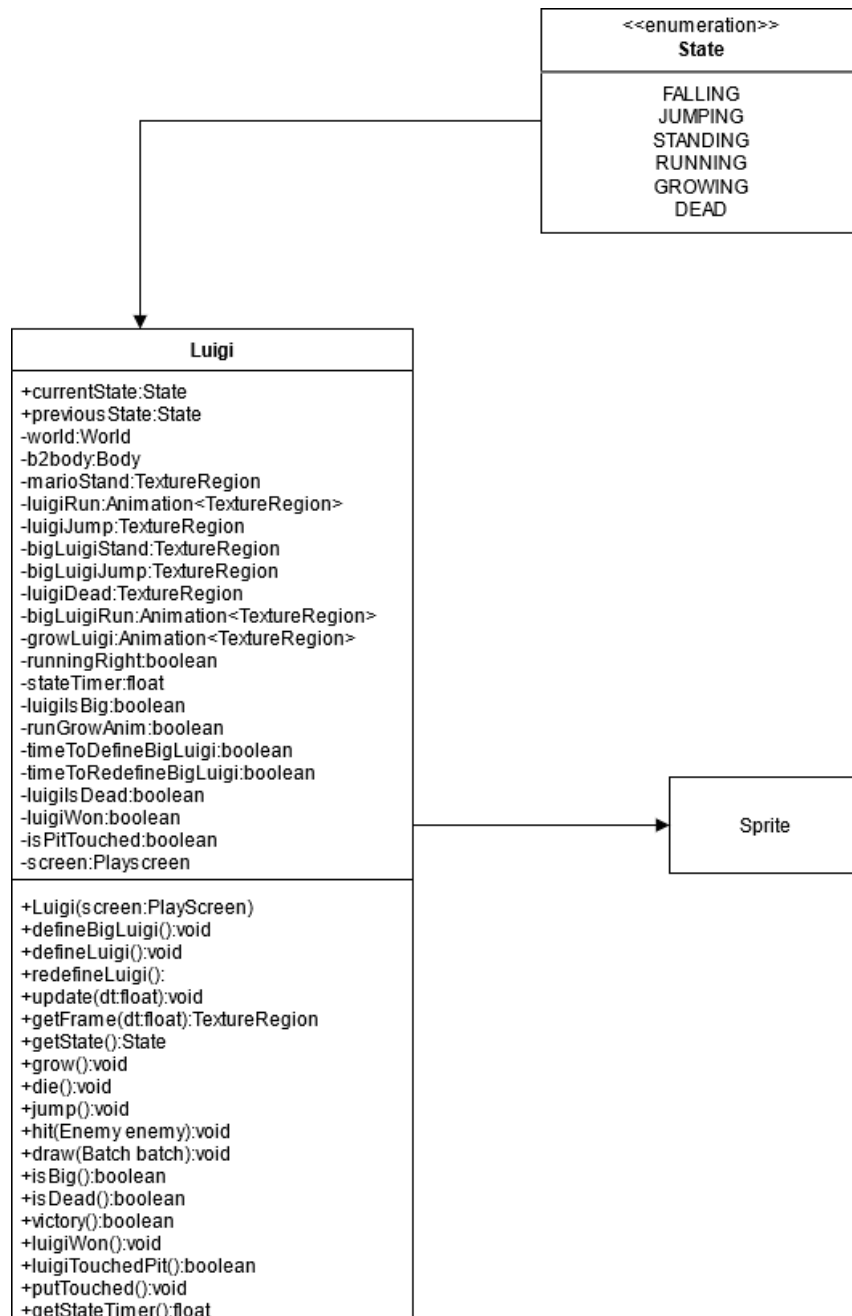 <<enumeration>>
State
FALLING
JUMPING
STANDING
RUNNING
GROWING
DEAD
Luigi
+currentState:State
+previousState:State
-world:World
-b2body:Body
-marioStand:TextureRegion
-luigiRun:Animation<TextureRegion>
-luigiJump:TextureRegion
-bigLuigiStand:TextureRegion
-bigLuigiJump:TextureRegion
-luigiDead:TextureRegion
-bigLuigiRun:Animation<TextureRegion>
-growLuigi:Animation<TextureRegion>
-runningRight:boolean
-stateTimer:float
-luigiIsBig:boolean
-runGrowAnim:boolean
-timeToDefineBigLuigi:boolean
-timeToRedefineBigLuigi:boolean
-luigiIsDead:boolean
-luigiWon:boolean
-isPitTouched:boolean
-screen:Playscreen
Sprite
+Luigi(screen:PlayScreen)
+defineBigLuigi():void
+defineLuigi():void
+redefineLuigi():
+update(dt:float):void
+getFrame(dt:float):TextureRegion
+getState():State
+grow():void
+die():void
+jump():void
+hit(Enemy enemy):void
+draw(Batch batch):void
+isBig():boolean
+isDead():boolean
+victory():boolean
+luigiWon():void
+luigiTouchedPit():boolean
+putTouched():void
+getStateTimer():float